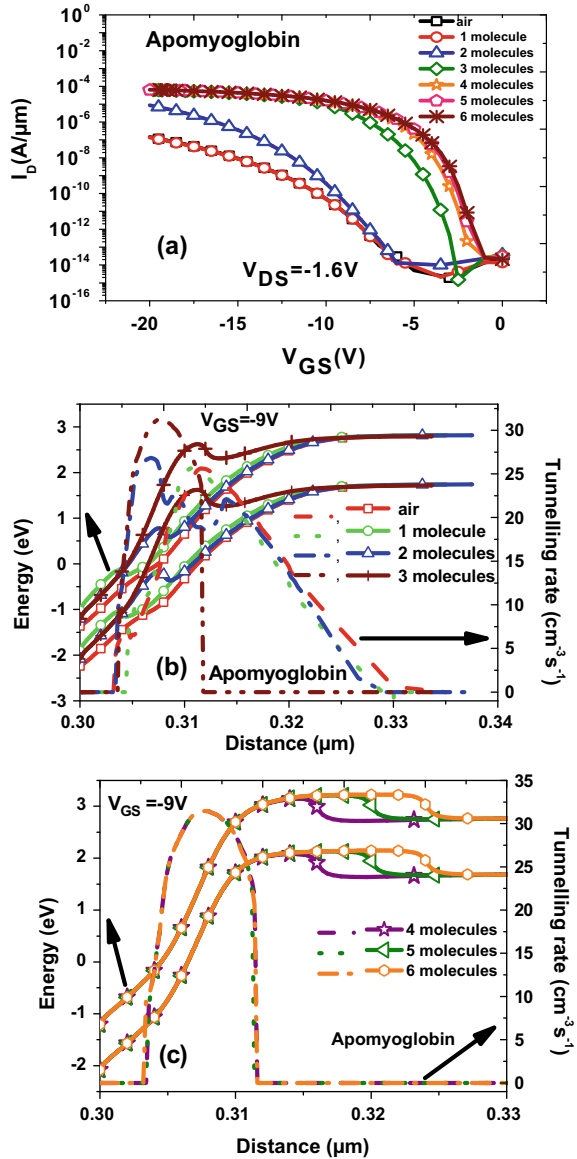 Apomyoglobin
air
1 molecule
2 molecules
3 molecules
4 molecules
5 molecules
6 molecules
10^0
10^-2
10^-4
10^-6
10^-8
10^-10
10^-12
10^-14
10^-16
I_D(A/µm)
(a)
V_DS=-1.6V
-20 -15 -10 -5 0
V_GS(V)
V_GS=-9V
3
2
1
0
-1
-2
-3
Energy (eV)
30
25
20
15
10
5
0
Tunnelling rate (cm^-3 s^-1)
, air
, 1 molecule
, 2 molecules
, 3 molecules
(b)
Apomyoglobin
0.30 0.31 0.32 0.33 0.34
Distance (µm)
V_GS=-9V
3
2
1
0
-1
-2
Energy (eV)
35
30
25
20
15
10
5
0
Tunnelling rate (cm^-3 s^-1)
4 molecules
5 molecules
6 molecules
(c)
Apomyoglobin
0.30 0.31 0.32 0.33
Distance (µm)